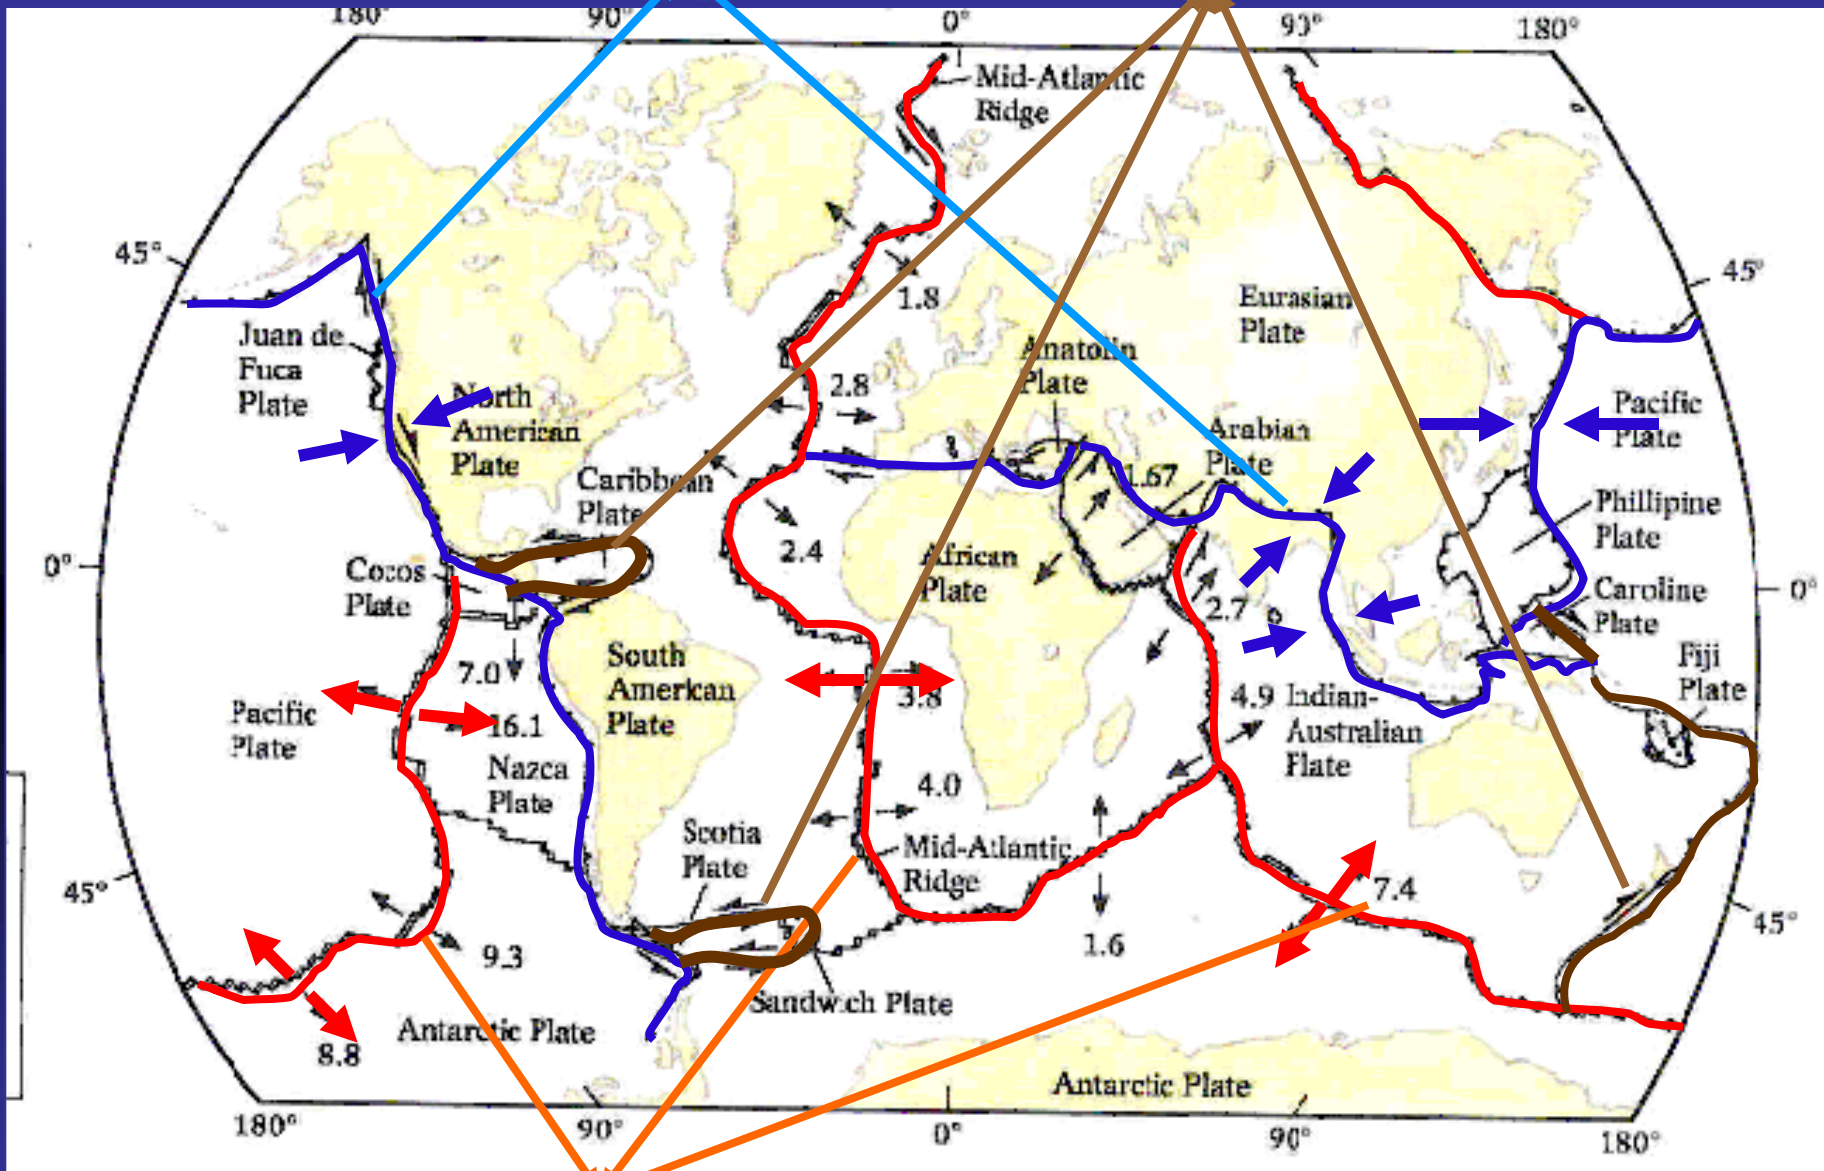 180°
90°
0°
90°
180°
Mid-Atlantic
Ridge
45°
45°
1.8
Eurasian
Plate
Juan de
Fuca
Plate
Anatolin
Plate
2.8
North
American
Plate
Pacific
Plate
Arabian
Plate
1.67
Caribbean
Plate
Phillipine
Plate
2.4
African
Plate
0°
Cocos
Plate
0°
Caroline
Plate
2.7
South
American
Plate
7.0
Fiji
Plate
3.8
4.9
Indian-
Australian
Plate
Pacific
Plate
16.1
Nazca
Plate
4.0
Scotia
Plate
Mid-Atlantic
Ridge
45°
7.4
45°
9.3
1.6
Sandwich Plate
Antarctic Plate
8.8
Antarctic Plate
180°
90°
0°
90°
180°